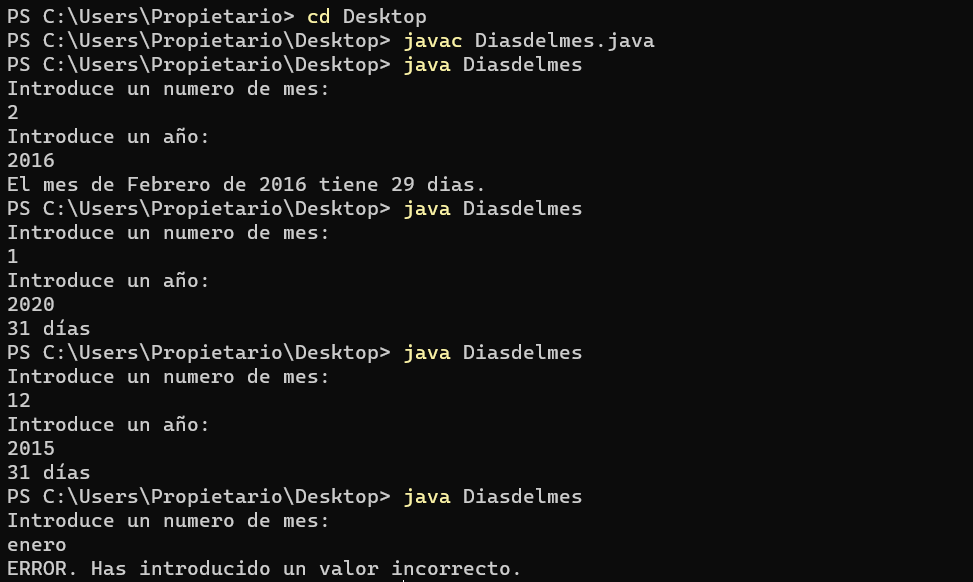 PS C:\Users\Propietario> cd Desktop
PS C:\Users\Propietario\Desktop> javac Diasdelmes.java
PS C:\Users\Propietario\Desktop> java Diasdelmes
Introduce un numero de mes:
2
Introduce un año:
2016
El mes de Febrero de 2016 tiene 29 dias.
PS C:\Users\Propietario\Desktop> java Diasdelmes
Introduce un numero de mes:
1
Introduce un año:
2020
31 días
PS C:\Users\Propietario\Desktop> java Diasdelmes
Introduce un numero de mes:
12
Introduce un año:
2015
31 días
PS C:\Users\Propietario\Desktop> java Diasdelmes
Introduce un numero de mes:
enero
ERROR. Has introducido un valor incorrecto.